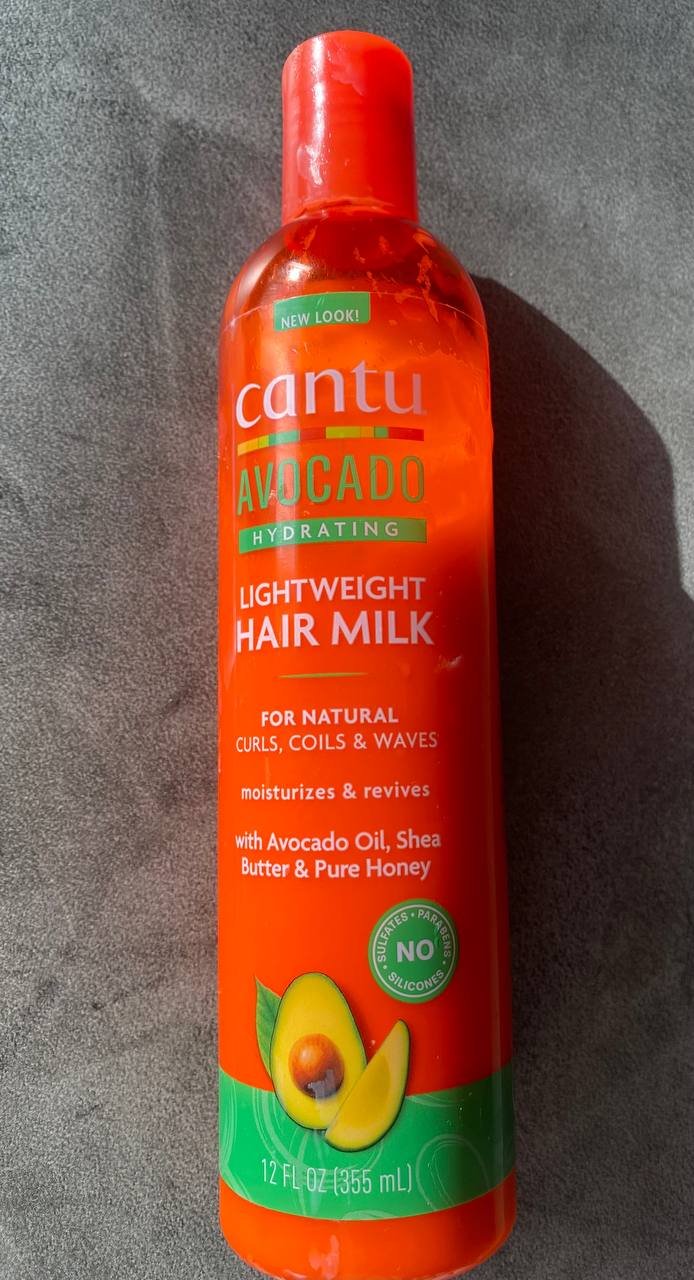 NEW LOOK!
cantu
AVOCADO
HYDRATING
LIGHTWEIGHT
HAIR MILK
FOR NATURAL
CURLS, COILS & WAVES
moisturizes & revives
with Avocado Oil, Shea
Butter & Pure Honey
SULFATES • PARABENS • SILICONES •
NO
12 FL OZ (355 mL)